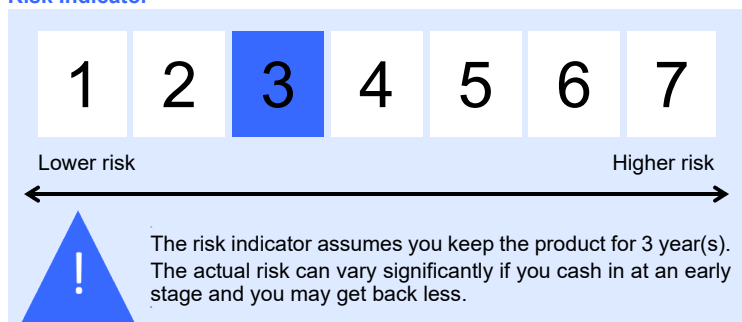 Risk Indicator
1 2 3 4 5 6 7
Lower risk Higher risk
!
The risk indicator assumes you keep the product for 3 year(s).
The actual risk can vary significantly if you cash in at an early
stage and you may get back less.